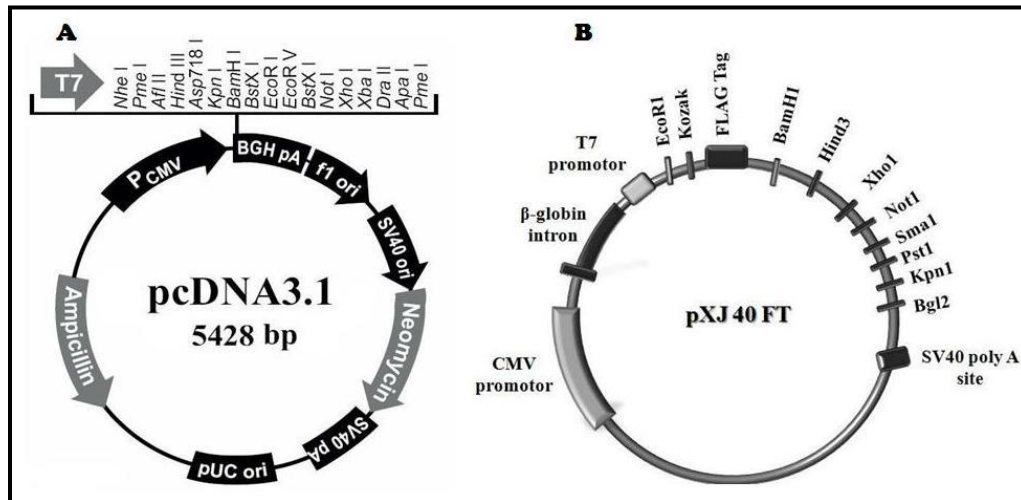 A
T7
Nhe I
Pme I
Afl II
Hind III
Asp718 I
Kpn I
BamH I
BstX I
EcoR I
EcoR V
BstX I
Not I
Xho I
Xba I
Dra II
Apa I
Pme I
P CMV
BGH pA
f1 ori
SV40 ori
Neomycin
SV40 pA
pUC ori
Ampicillin
pcDNA3.1
5428 bp
B
T7
promotor
EcoR1
Kozak
FLAG Tag
BamH1
Hind3
Xho1
Not1
Sma1
Pst1
Kpn1
Bgl2
SV40 poly A
site
β-globin
intron
CMV
promotor
pXJ 40 FT